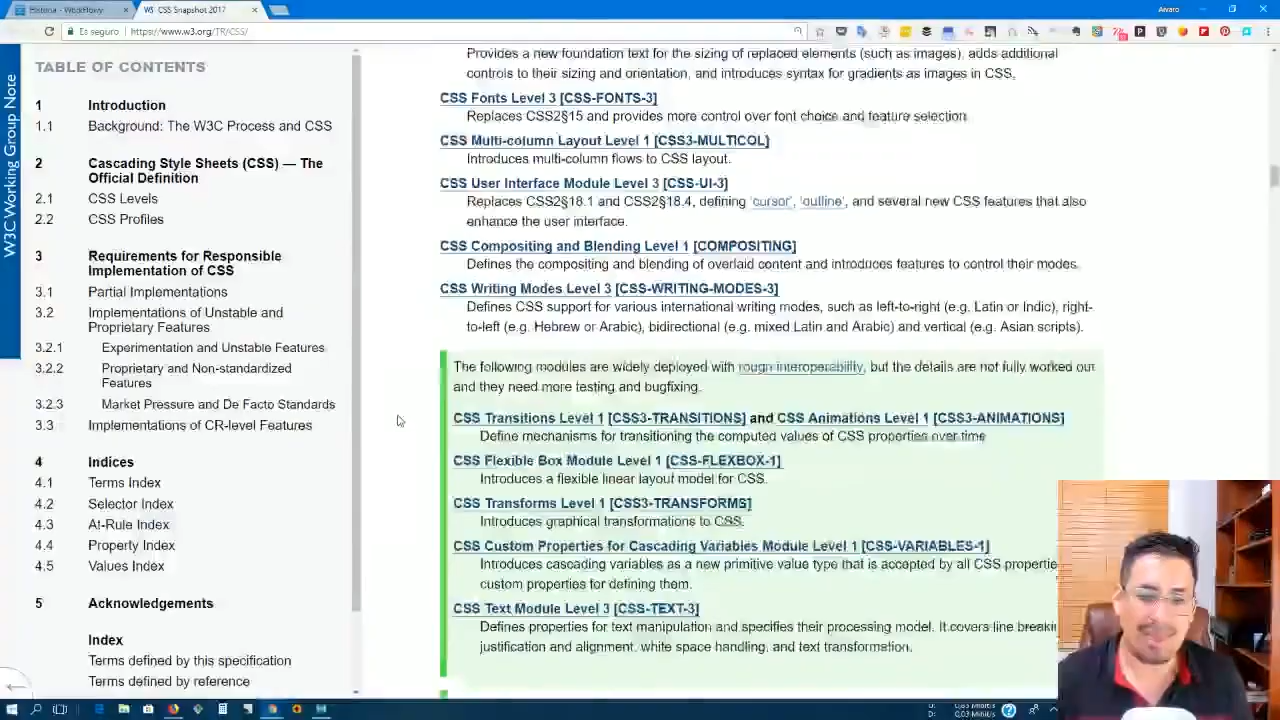 Historia - WorkFlowy
CSS Snapshot 2017
Alvaro
Es seguro
https://www.w3.org/TR/CSS/
W3C Working Group Note
TABLE OF CONTENTS
1 Introduction
1.1 Background: The W3C Process and CSS
2 Cascading Style Sheets (CSS) — The
Official Definition
2.1 CSS Levels
2.2 CSS Profiles
3 Requirements for Responsible
Implementation of CSS
3.1 Partial Implementations
3.2 Implementations of Unstable and
Proprietary Features
3.2.1 Experimentation and Unstable Features
3.2.2 Proprietary and Non-standardized
Features
3.2.3 Market Pressure and De Facto Standards
3.3 Implementations of CR-level Features
4 Indices
4.1 Terms Index
4.2 Selector Index
4.3 At-Rule Index
4.4 Property Index
4.5 Values Index
5 Acknowledgements
Index
Terms defined by this specification
Terms defined by reference
Provides a new foundation text for the sizing of replaced elements (such as images), adds additional
controls to their sizing and orientation, and introduces syntax for gradients as images in CSS.
CSS Fonts Level 3 [CSS-FONTS-3]
Replaces CSS2§15 and provides more control over font choice and feature selection.
CSS Multi-column Layout Level 1 [CSS3-MULTICOL]
Introduces multi-column flows to CSS layout.
CSS User Interface Module Level 3 [CSS-UI-3]
Replaces CSS2§18.1 and CSS2§18.4, defining 'cursor', 'outline', and several new CSS features that also
enhance the user interface.
CSS Compositing and Blending Level 1 [COMPOSITING]
Defines the compositing and blending of overlaid content and introduces features to control their modes.
CSS Writing Modes Level 3 [CSS-WRITING-MODES-3]
Defines CSS support for various international writing modes, such as left-to-right (e.g. Latin or Indic), right-
to-left (e.g. Hebrew or Arabic), bidirectional (e.g. mixed Latin and Arabic) and vertical (e.g. Asian scripts).
The following modules are widely deployed with rough interoperability, but the details are not fully worked out
and they need more testing and bugfixing.
CSS Transitions Level 1 [CSS3-TRANSITIONS] and CSS Animations Level 1 [CSS3-ANIMATIONS]
Define mechanisms for transitioning the computed values of CSS properties over time
CSS Flexible Box Module Level 1 [CSS-FLEXBOX-1]
Introduces a flexible linear layout model for CSS.
CSS Transforms Level 1 [CSS3-TRANSFORMS]
Introduces graphical transformations to CSS.
CSS Custom Properties for Cascading Variables Module Level 1 [CSS-VARIABLES-1]
Introduces cascading variables as a new primitive value type that is accepted by all CSS propertie
custom properties for defining them.
CSS Text Module Level 3 [CSS-TEXT-3]
Defines properties for text manipulation and specifies their processing model. It covers line breaki
justification and alignment, white space handling, and text transformation.